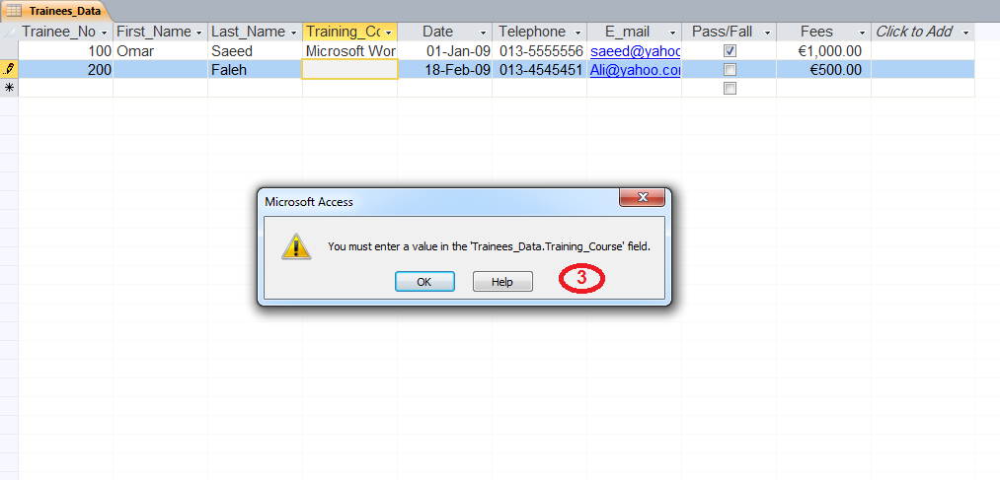 Trainees_Data
Trainee_No First_Name Last_Name Training_Co Date Telephone E_mail Pass/Fall Fees Click to Add
100 Omar Saeed Microsoft Wor 01-Jan-09 013-5555556 saeed@yahoo €1,000.00
200 Faleh 18-Feb-09 013-4545451 Ali@yahoo.com €500.00
Microsoft Access
You must enter a value in the 'Trainees_Data.Training_Course' field.
OK Help 3